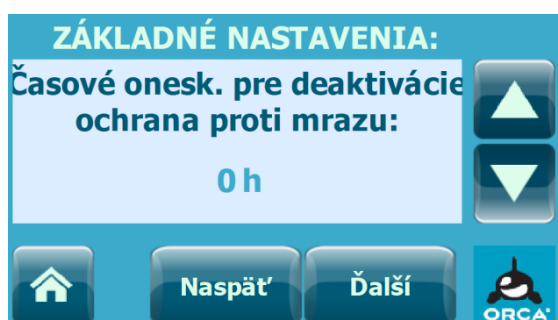 ZÁKLADNÉ NASTAVENIA:
Časové onesk. pre deaktivácie
ochrana proti mrazu:
0 h
Naspäť
Ďalší
ORCA